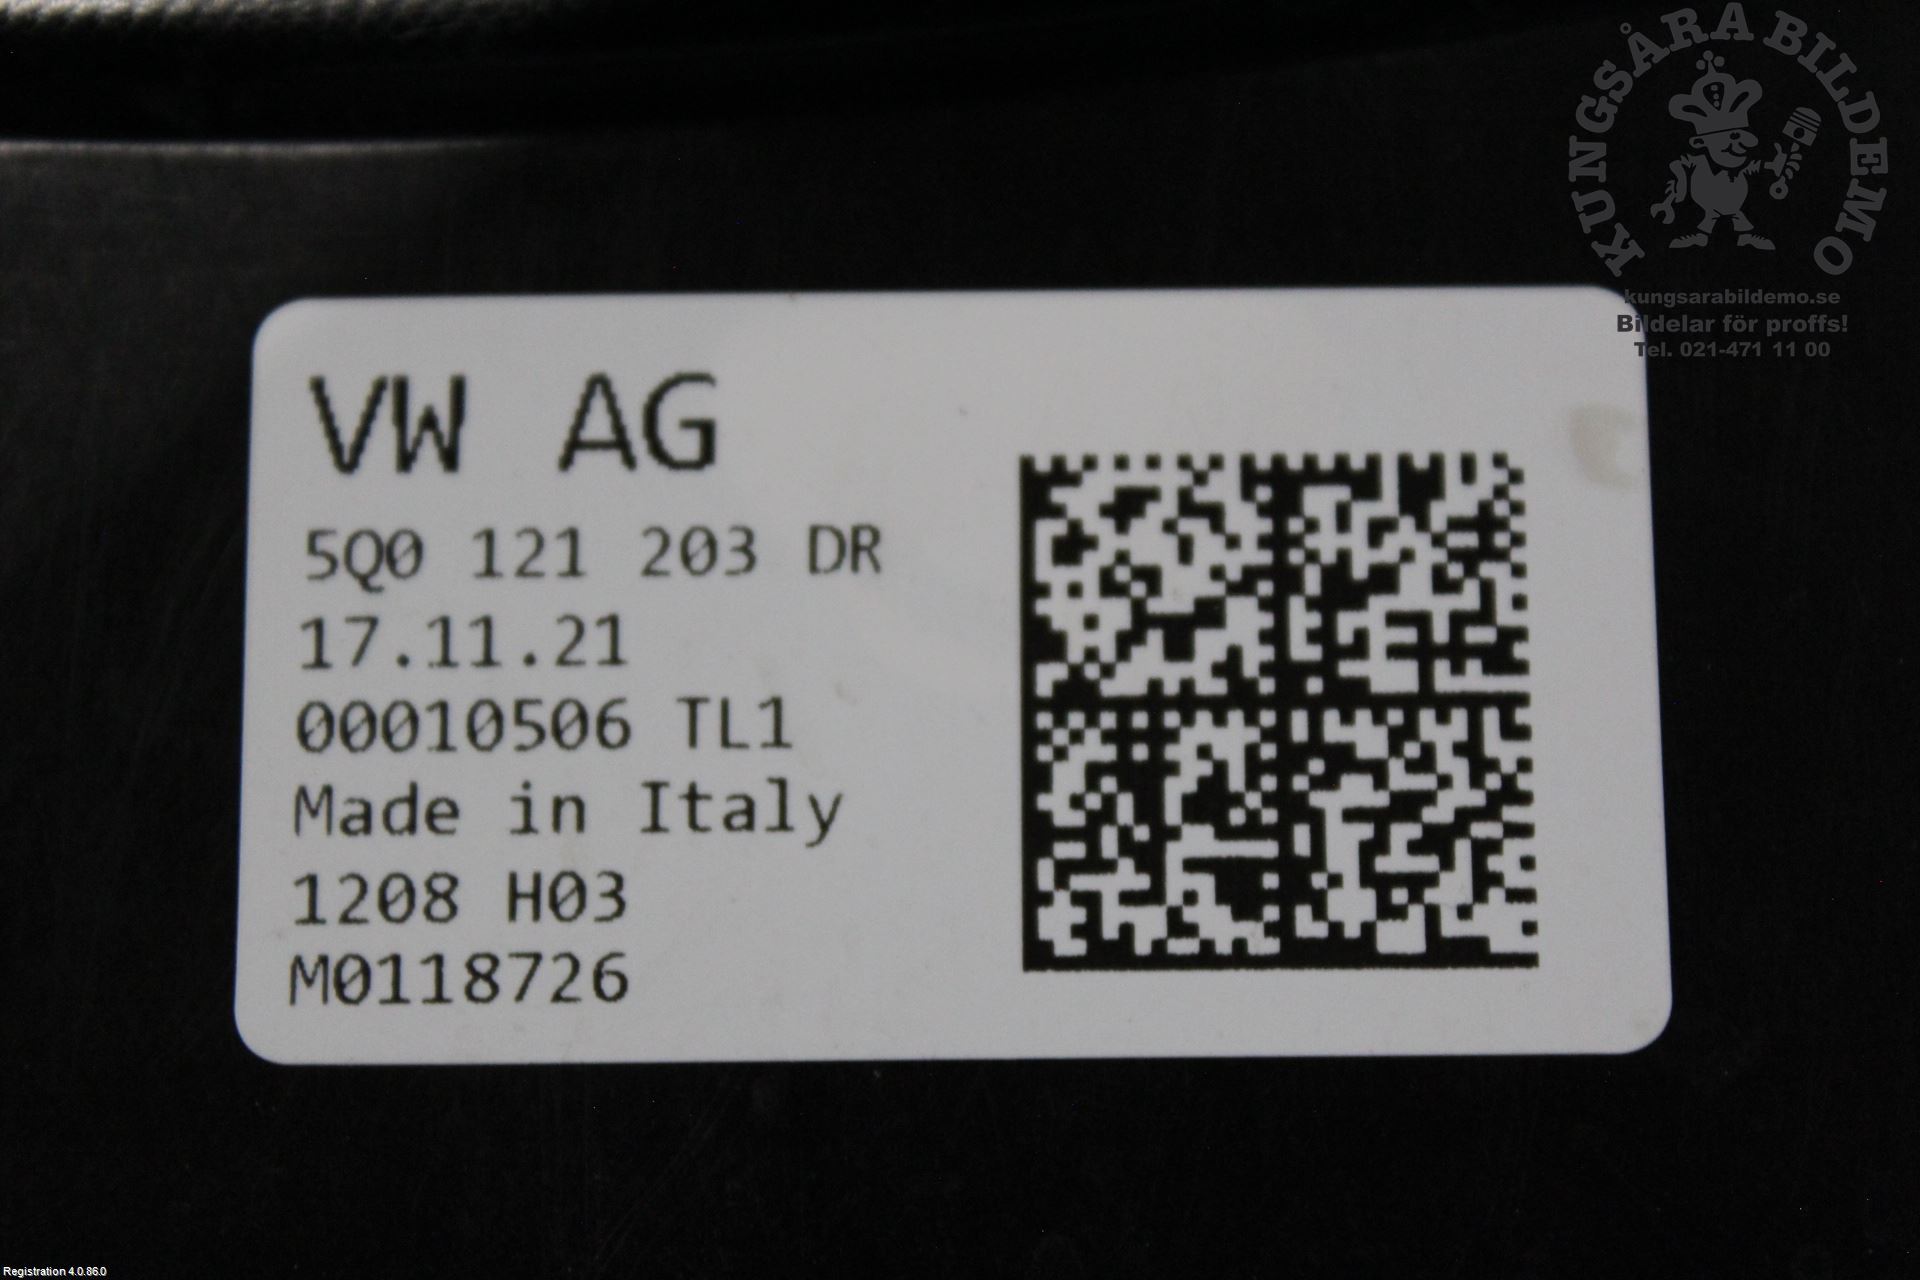 KUNGSÅRA BILDEMO
kungsarabildemo.se
Bildelar för proffs!
Tel. 021-471 11 00
VW AG
5Q0 121 203 DR
17.11.21
00010506 TL1
Made in Italy
1208 H03
M0118726
Registration 4.0.86.0